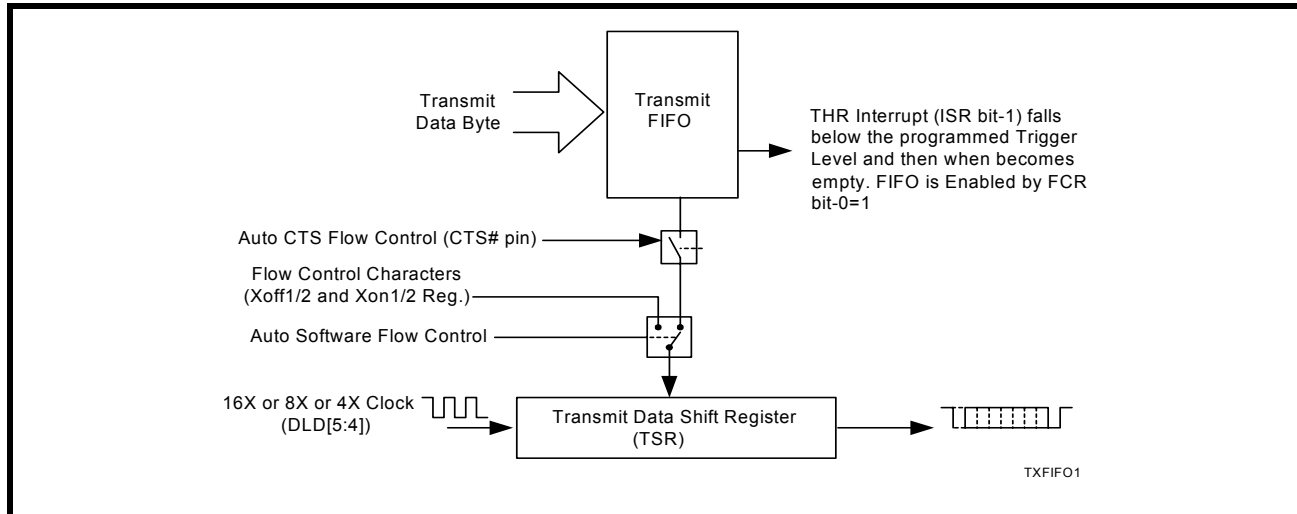 Transmit
Data Byte
Transmit
FIFO
THR Interrupt (ISR bit-1) falls
below the programmed Trigger
Level and then when becomes
empty. FIFO is Enabled by FCR
bit-0=1
Auto CTS Flow Control (CTS# pin)
Flow Control Characters
(Xoff1/2 and Xon1/2 Reg.)
Auto Software Flow Control
16X or 8X or 4X Clock
(DLD[5:4])
Transmit Data Shift Register
(TSR)
TXFIFO1